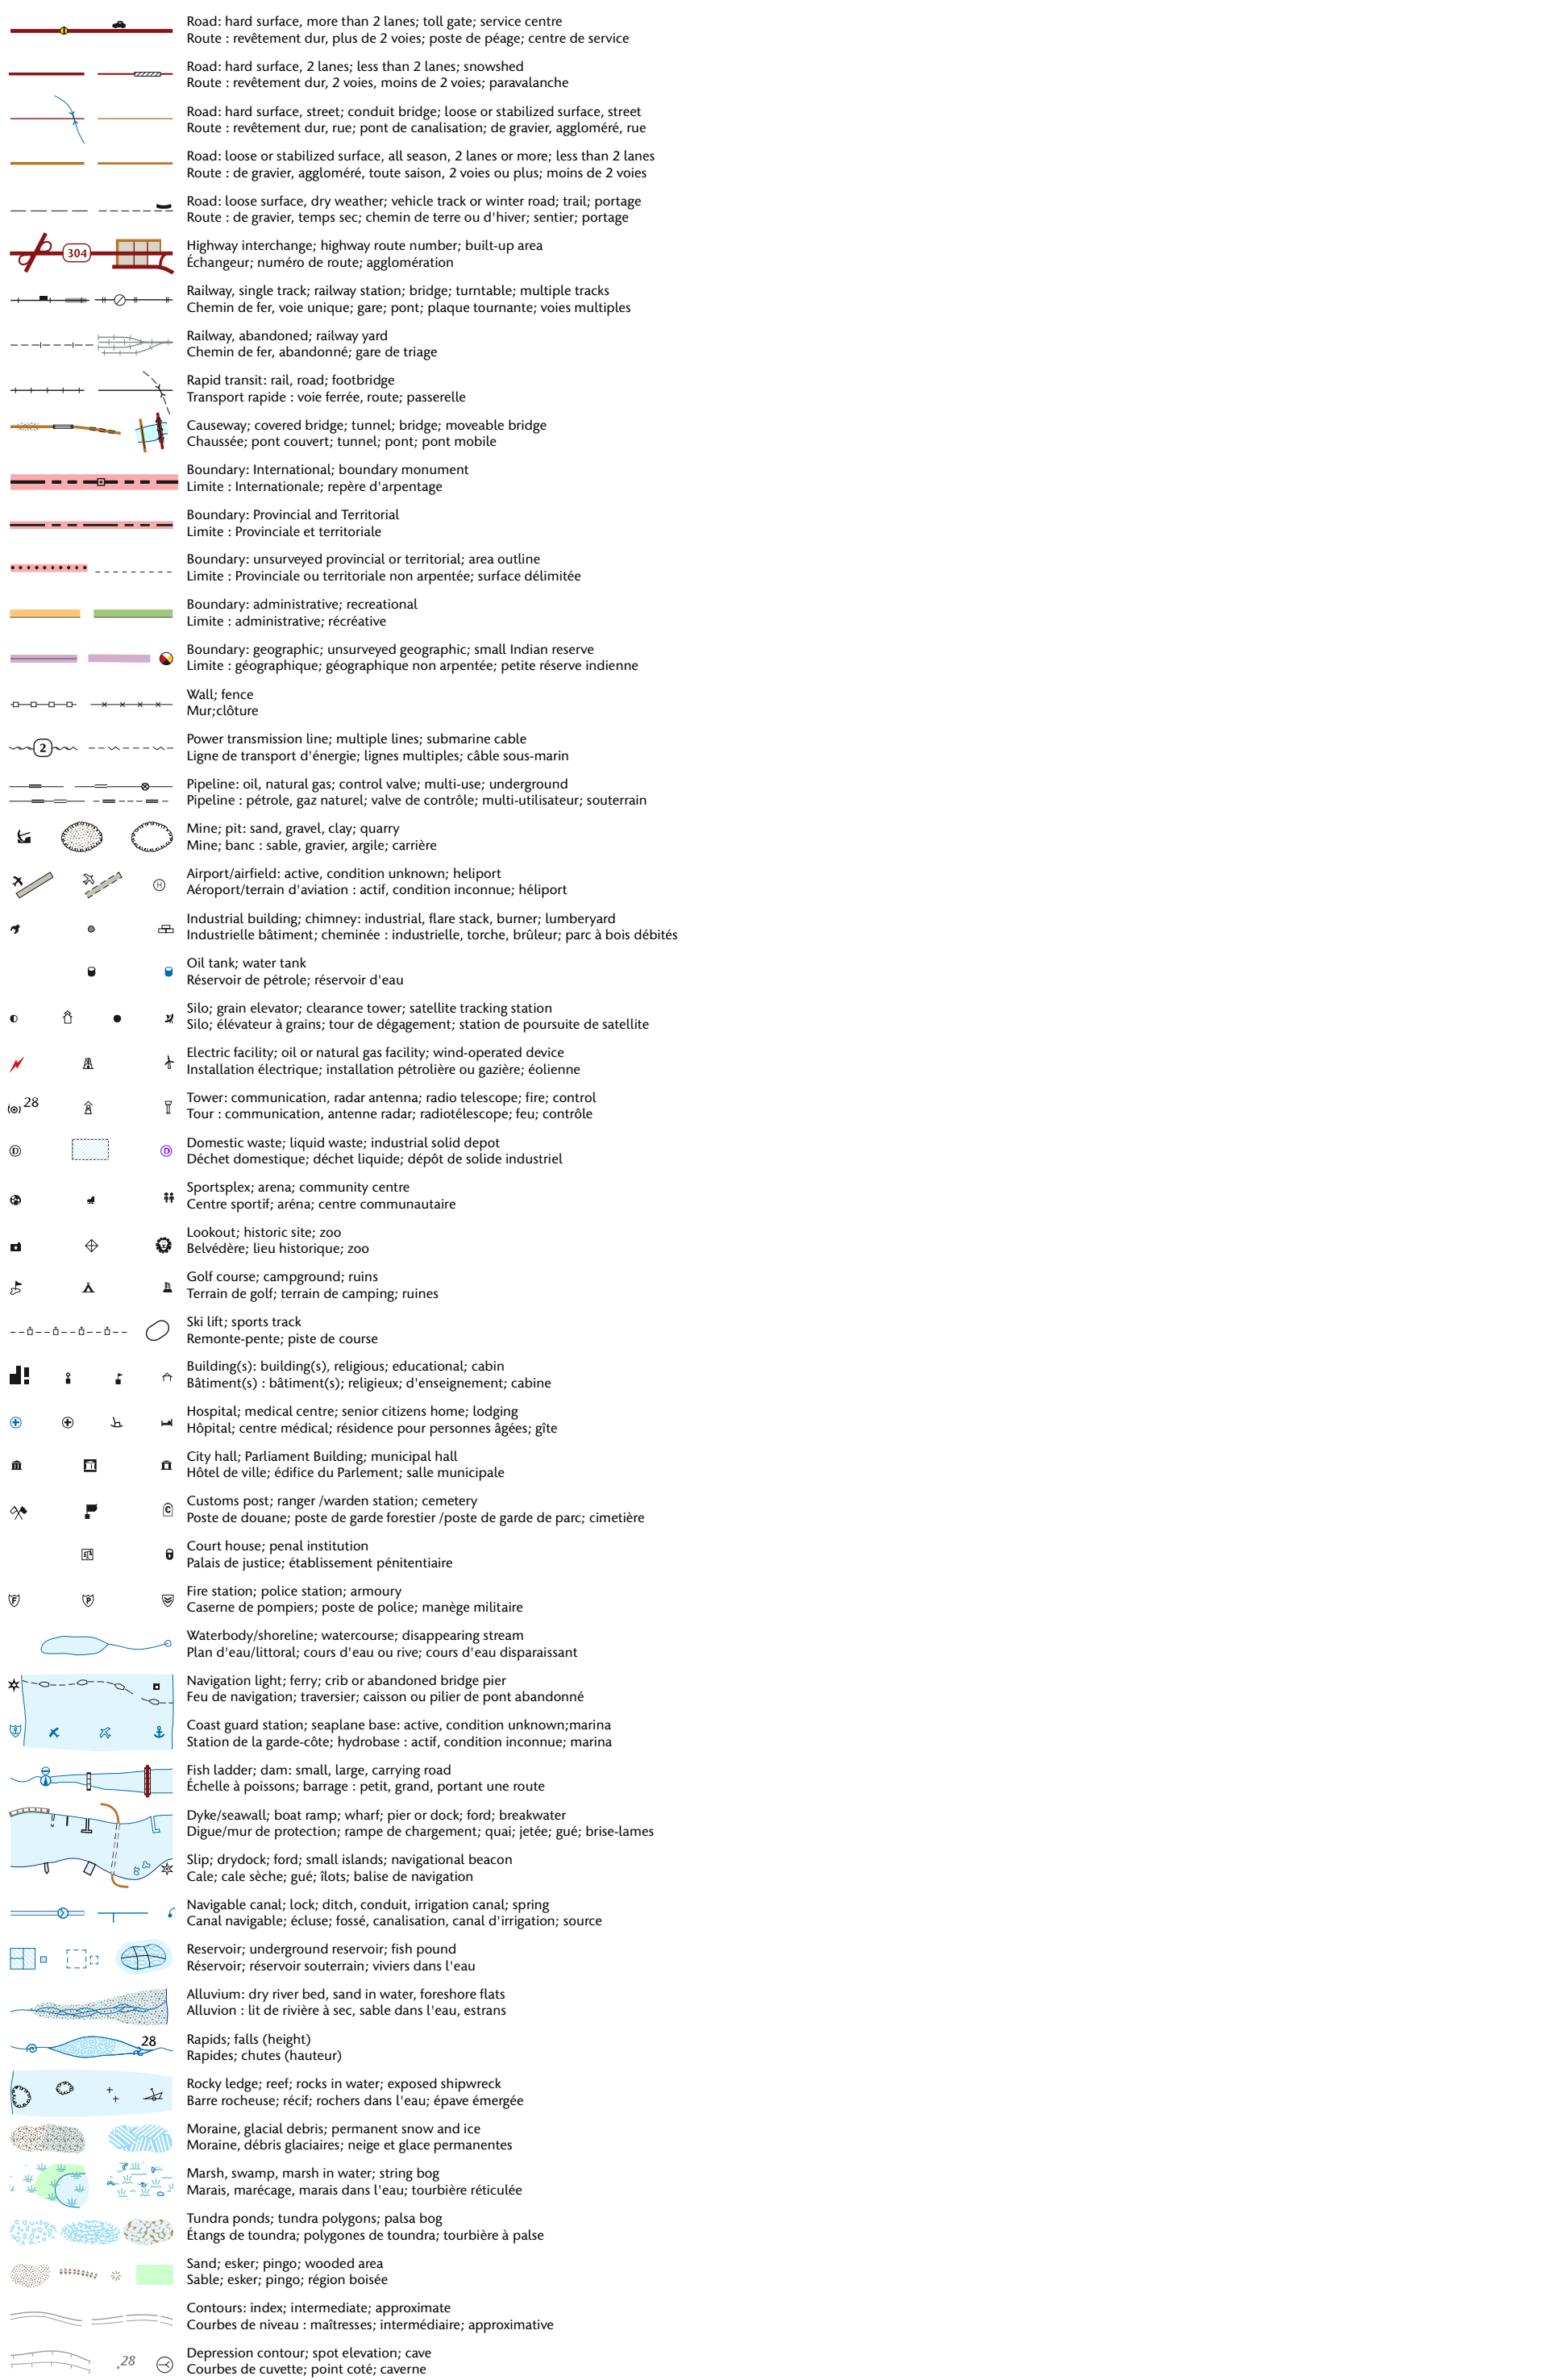 Road: hard surface, more than 2 lanes; toll gate; service centre
Route : revêtement dur, plus de 2 voies; poste de péage; centre de service
Road: hard surface, 2 lanes; less than 2 lanes; snowshed
Route : revêtement dur, 2 voies, moins de 2 voies; paravalanche
Road: hard surface, street; conduit bridge; loose or stabilized surface, street
Route : revêtement dur, rue; pont de canalisation; de gravier, aggloméré, rue
Road: loose or stabilized surface, all season, 2 lanes or more; less than 2 lanes
Route : de gravier, aggloméré, toute saison, 2 voies ou plus; moins de 2 voies
Road: loose surface, dry weather; vehicle track or winter road; trail; portage
Route : de gravier, temps sec; chemin de terre ou d'hiver; sentier; portage
304
Highway interchange; highway route number; built-up area
Échangeur; numéro de route; agglomération
Railway, single track; railway station; bridge; turntable; multiple tracks
Chemin de fer, voie unique; gare; pont; plaque tournante; voies multiples
Railway, abandoned; railway yard
Chemin de fer, abandonné; gare de triage
Rapid transit: rail, road; footbridge
Transport rapide : voie ferrée, route; passerelle
Causeway; covered bridge; tunnel; bridge; moveable bridge
Chaussée; pont couvert; tunnel; pont; pont mobile
Boundary: International; boundary monument
Limite : Internationale; repère d'arpentage
Boundary: Provincial and Territorial
Limite : Provinciale et territoriale
Boundary: unsurveyed provincial or territorial; area outline
Limite : Provinciale ou territoriale non arpentée; surface délimitée
Boundary: administrative; recreational
Limite : administrative; récréative
Boundary: geographic; unsurveyed geographic; small Indian reserve
Limite : géographique; géographique non arpentée; petite réserve indienne
Wall; fence
Mur;clôture
2
Power transmission line; multiple lines; submarine cable
Ligne de transport d'énergie; lignes multiples; câble sous-marin
Pipeline: oil, natural gas; control valve; multi-use; underground
Pipeline : pétrole, gaz naturel; valve de contrôle; multi-utilisateur; souterrain
Mine; pit: sand, gravel, clay; quarry
Mine; banc : sable, gravier, argile; carrière
H
Airport/airfield: active, condition unknown; heliport
Aéroport/terrain d'aviation : actif, condition inconnue; héliport
Industrial building; chimney: industrial, flare stack, burner; lumberyard
Industrielle bâtiment; cheminée : industrielle, torche, brûleur; parc à bois débités
Oil tank; water tank
Réservoir de pétrole; réservoir d'eau
Silo; grain elevator; clearance tower; satellite tracking station
Silo; élévateur à grains; tour de dégagement; station de poursuite de satellite
Electric facility; oil or natural gas facility; wind-operated device
Installation électrique; installation pétrolière ou gazière; éolienne
28
Tower: communication, radar antenna; radio telescope; fire; control
Tour : communication, antenne radar; radiotélescope; feu; contrôle
D D
Domestic waste; liquid waste; industrial solid depot
Déchet domestique; déchet liquide; dépôt de solide industriel
Sportsplex; arena; community centre
Centre sportif; aréna; centre communautaire
Lookout; historic site; zoo
Belvédère; lieu historique; zoo
Golf course; campground; ruins
Terrain de golf; terrain de camping; ruines
Ski lift; sports track
Remonte-pente; piste de course
Building(s): building(s), religious; educational; cabin
Bâtiment(s) : bâtiment(s); religieux; d'enseignement; cabine
Hospital; medical centre; senior citizens home; lodging
Hôpital; centre médical; résidence pour personnes âgées; gîte
City hall; Parliament Building; municipal hall
Hôtel de ville; édifice du Parlement; salle municipale
C
Customs post; ranger /warden station; cemetery
Poste de douane; poste de garde forestier /poste de garde de parc; cimetière
Court house; penal institution
Palais de justice; établissement pénitentiaire
F P
Fire station; police station; armoury
Caserne de pompiers; poste de police; manège militaire
Waterbody/shoreline; watercourse; disappearing stream
Plan d'eau/littoral; cours d'eau ou rive; cours d'eau disparaissant
Navigation light; ferry; crib or abandoned bridge pier
Feu de navigation; traversier; caisson ou pilier de pont abandonné
Coast guard station; seaplane base: active, condition unknown;marina
Station de la garde-côte; hydrobase : actif, condition inconnue; marina
Fish ladder; dam: small, large, carrying road
Échelle à poissons; barrage : petit, grand, portant une route
Dyke/seawall; boat ramp; wharf; pier or dock; ford; breakwater
Digue/mur de protection; rampe de chargement; quai; jetée; gué; brise-lames
Slip; drydock; ford; small islands; navigational beacon
Cale; cale sèche; gué; îlots; balise de navigation
Navigable canal; lock; ditch, conduit, irrigation canal; spring
Canal navigable; écluse; fossé, canalisation, canal d'irrigation; source
Reservoir; underground reservoir; fish pound
Réservoir; réservoir souterrain; viviers dans l'eau
Alluvium: dry river bed, sand in water, foreshore flats
Alluvion : lit de rivière à sec, sable dans l'eau, estrans
28
Rapids; falls (height)
Rapides; chutes (hauteur)
Rocky ledge; reef; rocks in water; exposed shipwreck
Barre rocheuse; récif; rochers dans l'eau; épave émergée
Moraine, glacial debris; permanent snow and ice
Moraine, débris glaciaires; neige et glace permanentes
Marsh, swamp, marsh in water; string bog
Marais, marécage, marais dans l'eau; tourbière réticulée
Tundra ponds; tundra polygons; palsa bog
Étangs de toundra; polygones de toundra; tourbière à palse
Sand; esker; pingo; wooded area
Sable; esker; pingo; région boisée
Contours: index; intermediate; approximate
Courbes de niveau : maîtresses; intermédiaire; approximative
.28
Depression contour; spot elevation; cave
Courbes de cuvette; point coté; caverne